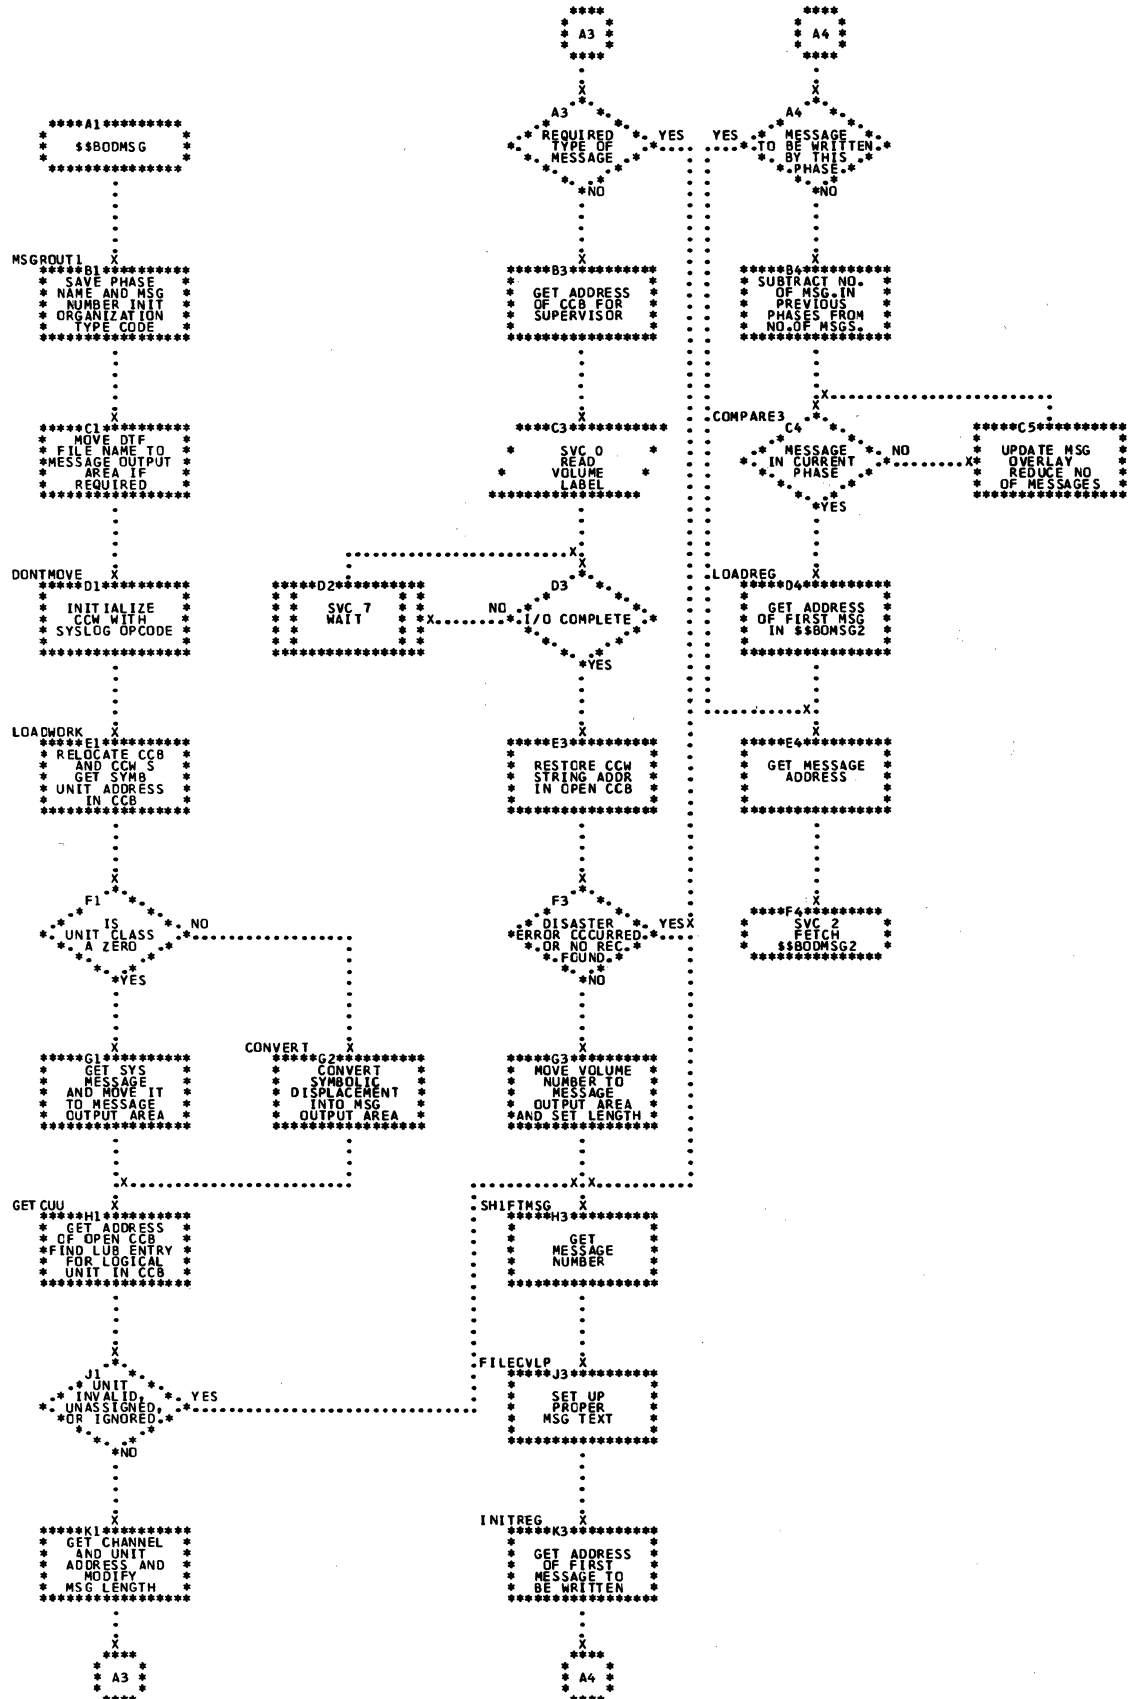 A1
$$BODMSG
MSGROUT1
B1
SAVE PHASE
NAME AND MSG
NUMBER INIT
ORGANIZATION
TYPE CODE
C1
MOVE DTF
FILE NAME TO
MESSAGE OUTPUT
AREA IF
REQUIRED
DONTMOVE
D1
INITIALIZE
CCW WITH
SYSLOG OPCODE
LOADWORK
E1
RELOCATE CCB
AND CCW S
GET SYMB
UNIT ADDRESS
IN CCB
F1
IS
UNIT CLASS
A ZERO
NO
YES
G1
GET SYS
MESSAGE
AND MOVE IT
TO MESSAGE
OUTPUT AREA
CONVERT
G2
CONVERT
SYMBOLIC
DISPLACEMENT
INTO MSG
OUTPUT AREA
GETCUU
H1
GET ADDRESS
OF OPEN CCB
FIND LUB ENTRY
FOR LOGICAL
UNIT IN CCB
J1
UNIT
INVALID,
UNASSIGNED,
OR IGNORED
YES
NO
K1
GET CHANNEL
AND UNIT
ADDRESS AND
MODIFY
MSG LENGTH
A3
A3
A3
REQUIRED
TYPE OF
MESSAGE
YES
NO
B3
GET ADDRESS
OF CCB FOR
SUPERVISOR
C3
SVC 0
READ
VOLUME
LABEL
D2
SVC 7
WAIT
D3
I/O COMPLETE
NO
YES
E3
RESTORE CCW
STRING ADDR
IN OPEN CCB
F3
DISASTER
ERROR CCCURRED
OR NO REC
FOUND
YES
NO
G3
MOVE VOLUME
NUMBER TO
MESSAGE
OUTPUT AREA
AND SET LENGTH
SHIFTMSG
H3
GET
MESSAGE
NUMBER
FILECVLP
J3
SET UP
PROPER
MSG TEXT
INITREG
K3
GET ADDRESS
OF FIRST
MESSAGE TO
BE WRITTEN
A4
A4
A4
MESSAGE
TO BE WRITTEN
BY THIS
PHASE
YES
NO
B4
SUBTRACT NO.
OF MSG.IN
PREVIOUS
PHASES FROM
NO.OF MSGS.
COMPARE3
C4
MESSAGE
IN CURRENT
PHASE
NO
YES
C5
UPDATE MSG
OVERLAY
REDUCE NO
OF MESSAGES
LOADREG
D4
GET ADDRESS
OF FIRST MSG
IN $$BOMSG2
E4
GET MESSAGE
ADDRESS
F4
SVC 2
FETCH
$$BODMSG2